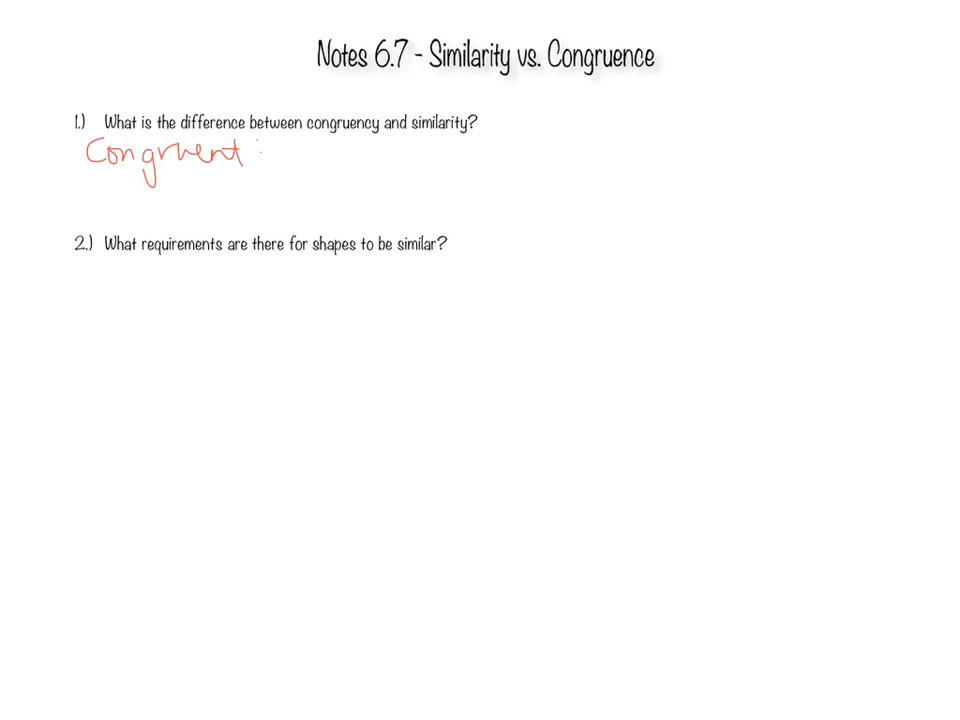 Notes 6.7 - Similarity vs. Congruence
1.) What is the difference between congruency and similarity?
Congruent :
2.) What requirements are there for shapes to be similar?